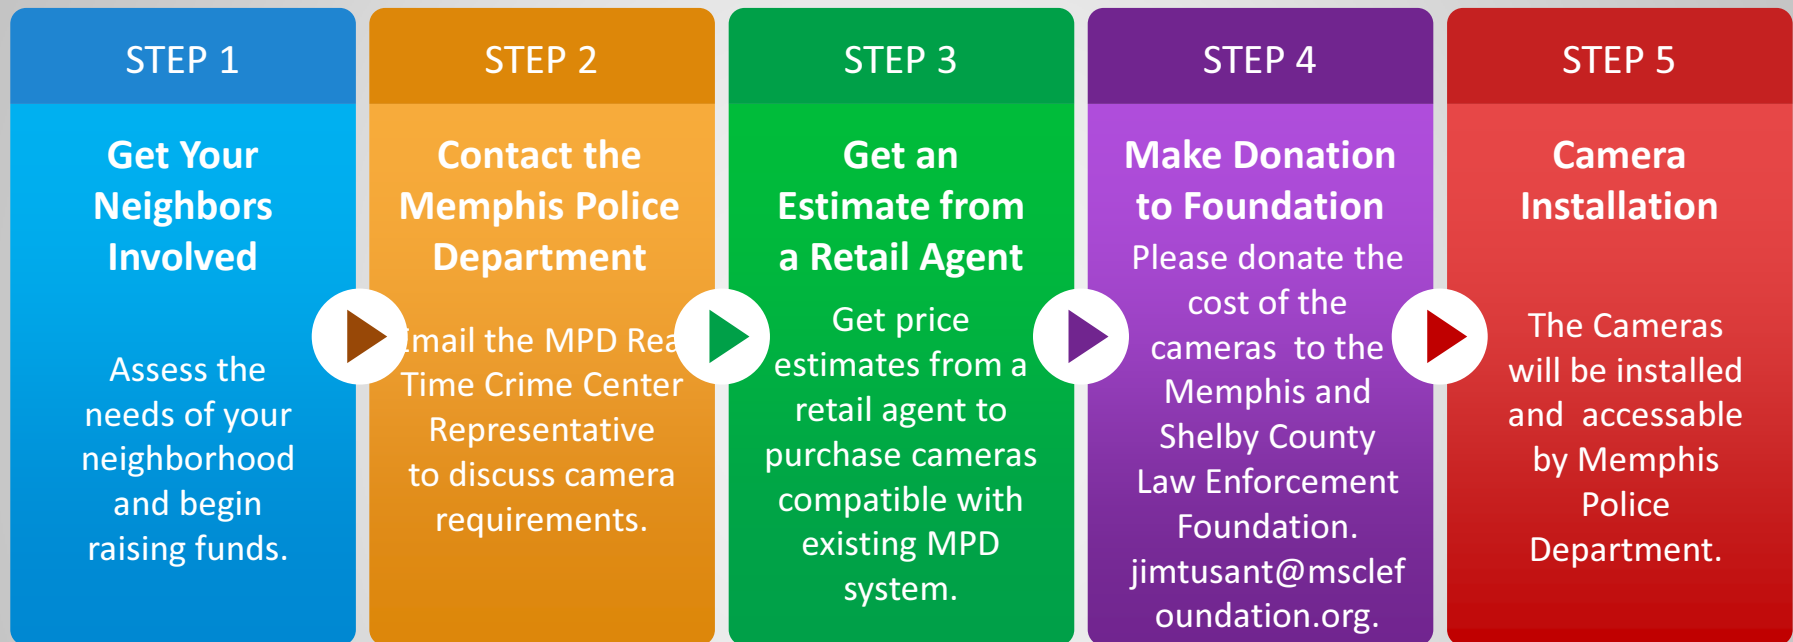 STEP 1
Get Your
Neighbors
Involved
Assess the
needs of your
neighborhood
and begin
raising funds.
STEP 2
Contact the
Memphis Police
Department
Email the MPD Rea
Time Crime Center
Representative
to discuss camera
requirements.
STEP 3
Get an
Estimate from
a Retail Agent
Get price
estimates from a
retail agent to
purchase cameras
compatible with
existing MPD
system.
STEP 4
Make Donation
to Foundation
Please donate the
cost of the
cameras to the
Memphis and
Shelby County
Law Enforcement
Foundation.
jimtusant@msclef
oundation.org.
STEP 5
Camera
Installation
The Cameras
will be installed
and accessable
by Memphis
Police
Department.